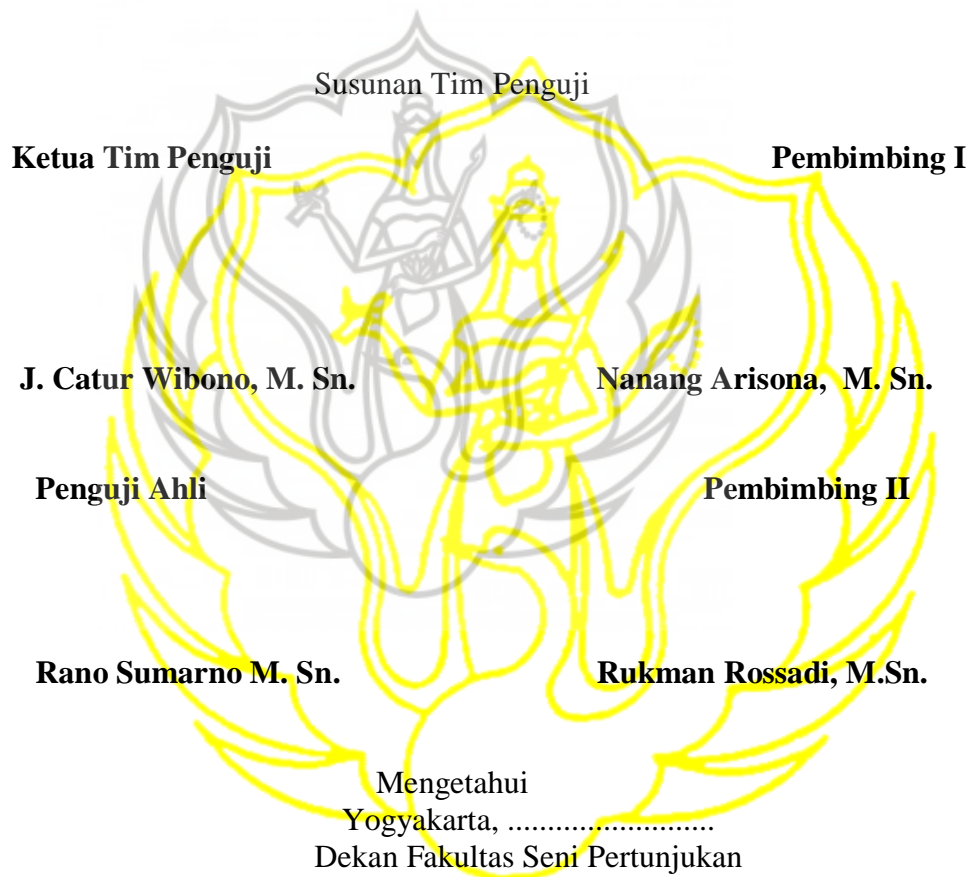 Susunan Tim Penguji
Ketua Tim Penguji Pembimbing I
J. Catur Wibono, M. Sn. Nanang Arisona, M. Sn.
Penguji Ahli Pembimbing II
Rano Sumarno M. Sn. Rukman Rossadi, M.Sn.
Mengetahui
Yogyakarta, ..........................
Dekan Fakultas Seni Pertunjukan